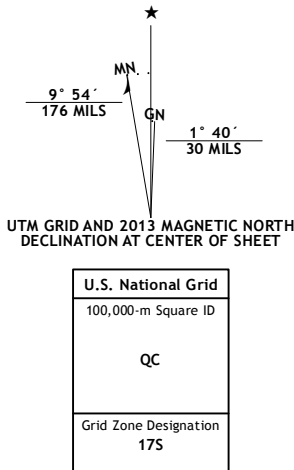 ★
MN
GN
9° 54´
176 MILS
1° 40´
30 MILS
UTM GRID AND 2013 MAGNETIC NORTH
DECLINATION AT CENTER OF SHEET
U.S. National Grid
100,000-m Square ID
QC
Grid Zone Designation
17S